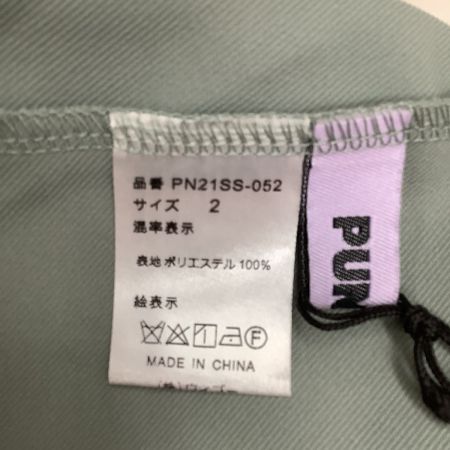 品番 PN21SS-052
サイズ 2
混率表示
表地 ポリエステル 100%
絵表示
MADE IN CHINA
PUN